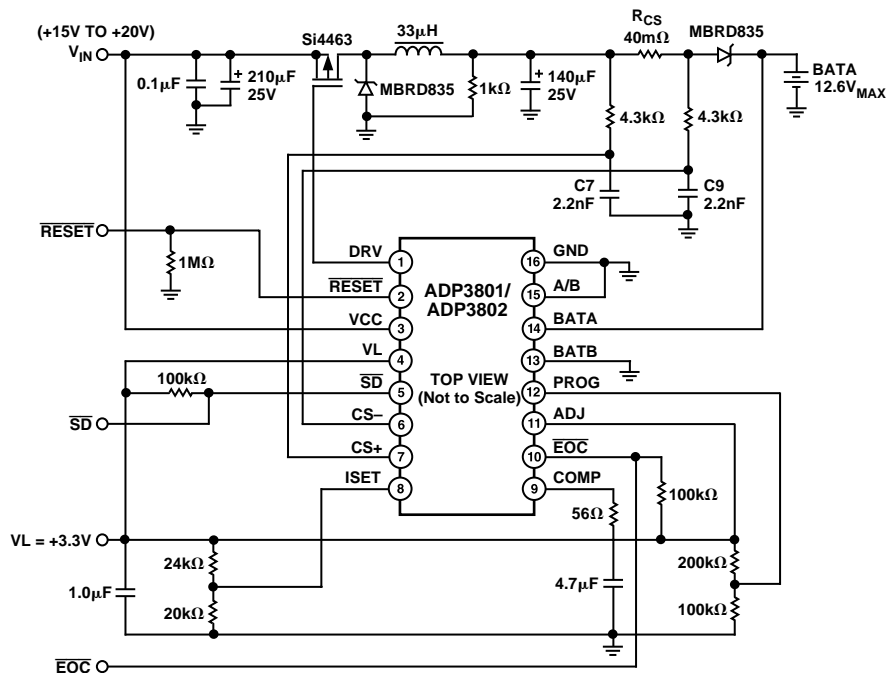 (+15V TO +20V)
V_IN
Si4463
33μH
R_CS
40mΩ
MBRD835
0.1μF
+ 210μF
25V
MBRD835
1kΩ
+ 140μF
25V
BATA
12.6V_MAX
4.3kΩ
4.3kΩ
C7
2.2nF
C9
2.2nF
RESET
1MΩ
DRV
1
16
GND
RESET
2
ADP3801/
ADP3802
15
A/B
VCC
3
14
BATA
VL
4
13
BATB
100kΩ
SD
5
TOP VIEW
(Not to Scale)
12
PROG
SD
CS–
6
11
ADJ
CS+
7
10
EOC
ISET
8
9
COMP
56Ω
100kΩ
VL = +3.3V
24kΩ
200kΩ
1.0μF
4.7μF
20kΩ
100kΩ
EOC